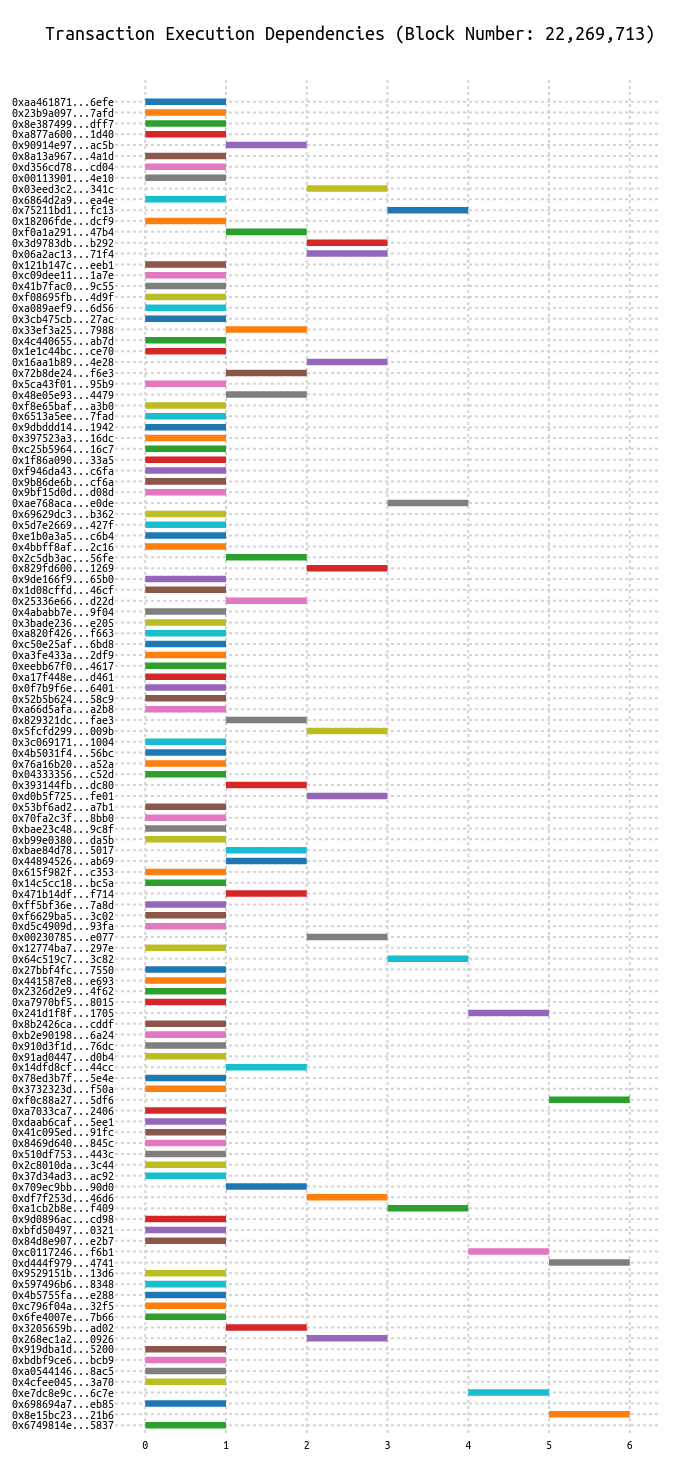 Transaction Execution Dependencies (Block Number: 22,269,713)
0xaa461871...6efe
0x23b9a097...7afd
0x8e387499...dff7
0xa877a600...1d40
0x90914e97...ac5b
0x8a13a967...4a1d
0xd356cd78...cd04
0x00113901...4e10
0x03eed3c2...341c
0x6864d2a9...ea4e
0x75211bd1...fc13
0x18206fde...dcf9
0xf0a1a291...47b4
0x3d9783db...b292
0x06a2ac13...71f4
0x121b147c...eeb1
0xc09dee11...1a7e
0x41b7fac0...9c55
0xf08695fb...4d9f
0xa089aef9...6d56
0x3cb475cb...27ac
0x33ef3a25...7988
0x4c440655...ab7d
0x1e1c44bc...ce70
0x16aa1b89...4e28
0x72b8de24...f6e3
0x5ca43f01...95b9
0x48e05e93...4479
0xf8e65baf...a3b0
0x6513a5ee...7fad
0x9dbddd14...1942
0x397523a3...16dc
0xc25b5964...16c7
0x1f86a090...33a5
0xf946da43...c6fa
0x9b86de6b...cf6a
0x9bf15d0d...d08d
0xae768aca...e0de
0x69629dc3...b362
0x5d7e2669...427f
0xe1b0a3a5...c6b4
0x4bbff8af...2c16
0x2c5db3ac...56fe
0x829fd600...1269
0x9de166f9...65b0
0x1d08cffd...46cf
0x25336e66...d22d
0x4ababb7e...9f04
0x3bade236...e205
0xa820f426...f663
0xc50e25af...6bd8
0xa3fe433a...2df9
0xeebb67f0...4617
0xa17f448e...d461
0x0f7b9f6e...6401
0x52b5b624...58c9
0xa66d5afa...a2b8
0x829321dc...fae3
0x5fcfd299...009b
0x3c069171...1004
0x4b5031f4...56bc
0x76a16b20...a52a
0x04333356...c52d
0x393144fb...dc80
0xd0b5f725...fe01
0x53bf6ad2...a7b1
0x70fa2c3f...8bb0
0xbae23c48...9c8f
0xb99e0380...da5b
0xbae84d78...5017
0x44894526...ab69
0x615f982f...c353
0x14c5cc18...bc5a
0x471b14df...f714
0xff5bf36e...7a8d
0xf6629ba5...3c02
0xd5c4909d...93fa
0x00230785...e077
0x12774ba7...297e
0x64c519c7...3c82
0x27bbf4fc...7550
0x441587e8...e693
0x2326d2e9...4f62
0xa7970bf5...8015
0x241d1f8f...1705
0x8b2426ca...cddf
0xb2e90198...6a24
0x910d3f1d...76dc
0x91ad0447...d0b4
0x14dfd8cf...44cc
0x78ed3b7f...5e4e
0x3732323d...f50a
0xf0c88a27...5df6
0xa7033ca7...2406
0xdaab6caf...5ee1
0x41c095ed...91fc
0x8469d640...845c
0x510df753...443c
0x2c8010da...3c44
0x37d34ad3...ac92
0x709ec9bb...90d0
0xdf7f253d...46d6
0xa1cb2b8e...f409
0x9d0896ac...cd98
0xbfd50497...0321
0x84d8e907...e2b7
0xc0117246...f6b1
0xd444f979...4741
0x9529151b...13d6
0x597496b6...8348
0x4b5755fa...e288
0xc796f04a...32f5
0x6fe4007e...7b66
0x3205659b...ad02
0x268ec1a2...0926
0x919dba1d...5200
0xbdbf9ce6...bcb9
0xa0544146...8ac5
0x4cfee045...3a70
0xe7dc8e9c...6c7e
0x698694a7...eb85
0x8e15bc23...21b6
0x6749814e...5837
0 1 2 3 4 5 6